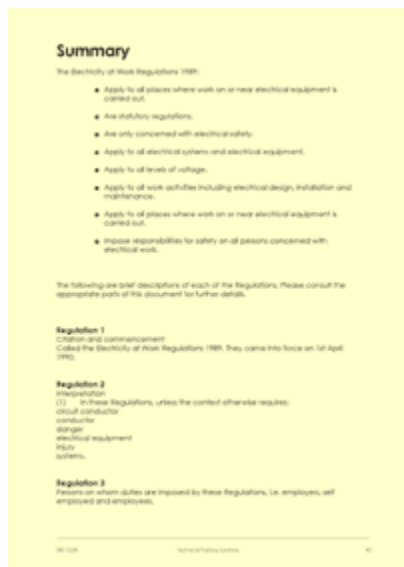 Summary
The Electricity at Work Regulations 1989:
• Apply to all places where work on or near electrical equipment is
carried out.
• Are statutory regulations.
• Are only concerned with electrical safety.
• Apply to all electrical systems and electrical equipment.
• Apply to all levels of voltage.
• Apply to all work activities including electrical design, installation and
maintenance.
• Apply to all places where work on or near electrical equipment is
carried out.
• Impose responsibilities for safety on all persons concerned with
electrical work.
The following are brief descriptions of each of the Regulations. Please consult the
appropriate parts of this document for further details.
Regulation 1
Citation and commencement
Called the Electricity at Work Regulations 1989. They came into force on 1st April
1990.
Regulation 2
Interpretation
(1) In these Regulations, unless the context otherwise requires:
circuit conductor
conductor
danger
electrical equipment
injury
systems.
Regulation 3
Persons on whom duties are imposed by these Regulations, i.e. employers, self
employed and employees.
Technical Training Solutions